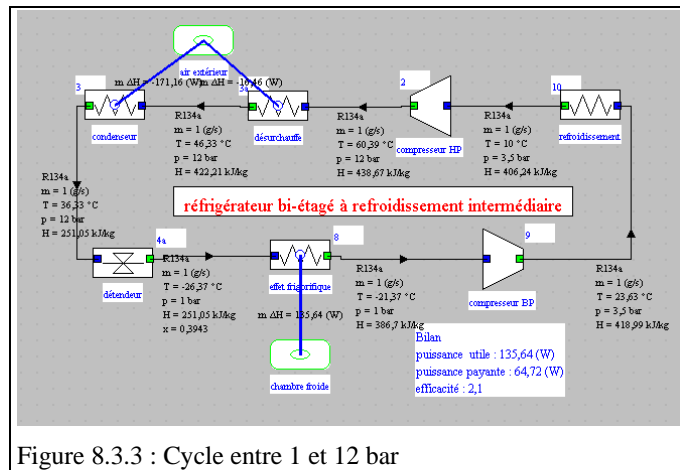 air extérieur
m ΔH = -171,16 (W)
m ΔH = -16,46 (W)
3
condenseur
3a
désurchauffe
2
compresseur HP
10
refroidissement
R134a
m = 1 (g/s)
T = 46,33 °C
p = 12 bar
H = 422,21 kJ/kg
R134a
m = 1 (g/s)
T = 60,39 °C
p = 12 bar
H = 438,67 kJ/kg
R134a
m = 1 (g/s)
T = 10 °C
p = 3,5 bar
H = 406,24 kJ/kg
R134a
m = 1 (g/s)
T = 36,33 °C
p = 12 bar
H = 251,05 kJ/kg
réfrigérateur bi-étagé à refroidissement intermédiaire
4a
détendeur
R134a
m = 1 (g/s)
T = -26,37 °C
p = 1 bar
H = 251,05 kJ/kg
x = 0,3943
8
effet frigorifique
m ΔH = 135,64 (W)
chambre froide
R134a
m = 1 (g/s)
T = -21,37 °C
p = 1 bar
H = 386,7 kJ/kg
9
compresseur BP
R134a
m = 1 (g/s)
T = 23,63 °C
p = 3,5 bar
H = 418,99 kJ/kg
Bilan
puissance utile : 135,64 (W)
puissance payante : 64,72 (W)
efficacité : 2,1
Figure 8.3.3 : Cycle entre 1 et 12 bar